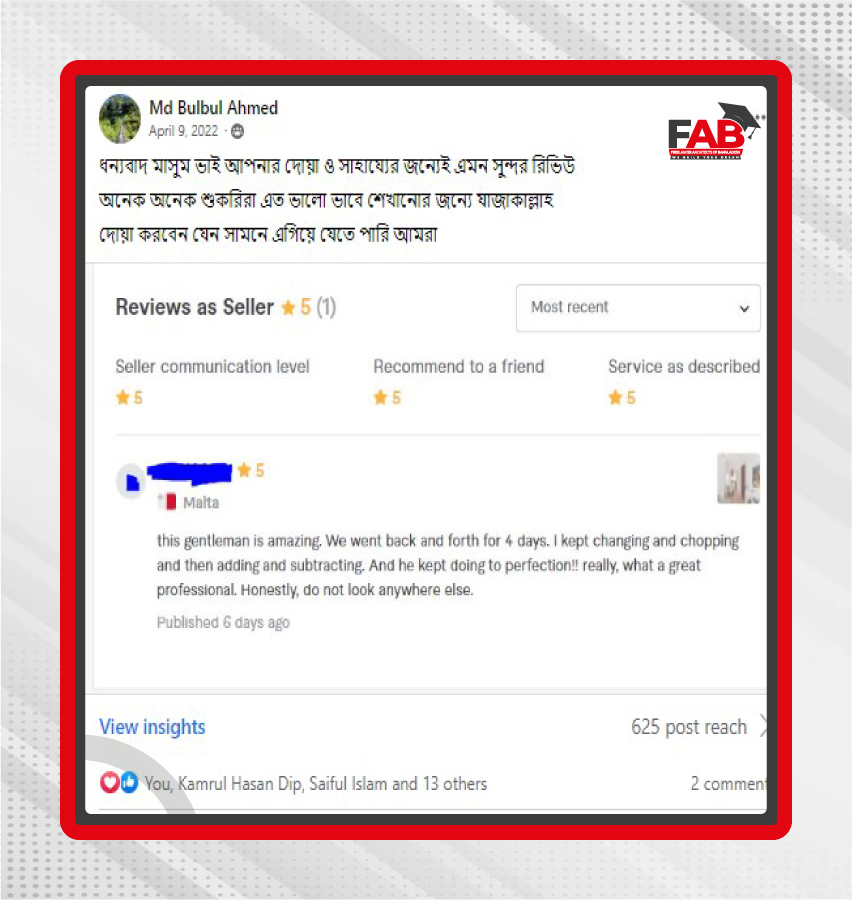 Md Bulbul Ahmed
April 9, 2022
FAB
ধন্যবাদ মাসুম ভাই আপনার দোয়া ও সাহায্যের জন্যেই এমন সুন্দর রিভিউ
অনেক অনেক শুকরিরা এত ভালো ভাবে শেখানোর জন্যে যাজাকাল্লাহ
দোয়া করবেন যেন সামনে এগিয়ে যেতে পারি আমরা
Reviews as Seller 5 (1)
Most recent
Seller communication level Recommend to a friend Service as described
5 5 5
5
Malta
this gentleman is amazing. We went back and forth for 4 days. I kept changing and chopping
and then adding and subtracting. And he kept doing to perfection!! really, what a great
professional. Honestly, do not look anywhere else.
Published 6 days ago
View insights 625 post reach
You, Kamrul Hasan Dip, Saiful Islam and 13 others 2 comment